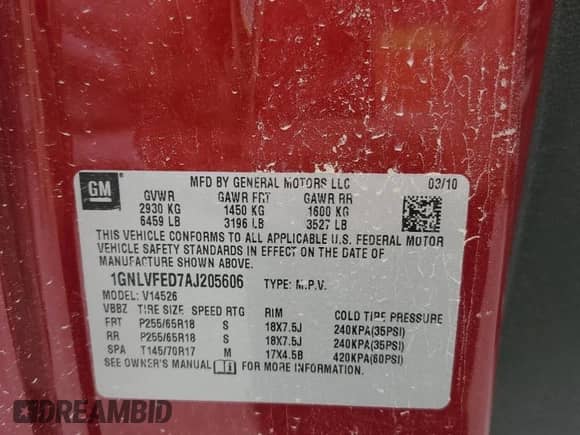 GM
MFD BY GENERAL MOTORS LLC 03/10
GVWR GAWR FRT GAWR RR
2930 KG 1450 KG 1600 KG
6459 LB 3196 LB 3527 LB
THIS VEHICLE CONFORMS TO ALL APPLICABLE U.S. FEDERAL MOTOR
VEHICLE SAFETY STANDARDS IN EFFECT ON THE DATE OF
MANUFACTURE SHOWN ABOVE.
1GNLVFED7AJ205606 TYPE: M.P.V.
MODEL: V14526
VBBZ TIRE SIZE SPEED RTG RIM COLD TIRE PRESSURE
FRT P255/65R18 S 18X7.5J 240KPA(35PSI)
RR P255/65R18 S 18X7.5J 240KPA(35PSI)
SPA T145/70R17 M 17X4.5B 420KPA(60PSI)
SEE OWNER'S MANUAL FOR MORE INFORMATION.
DREAMBID